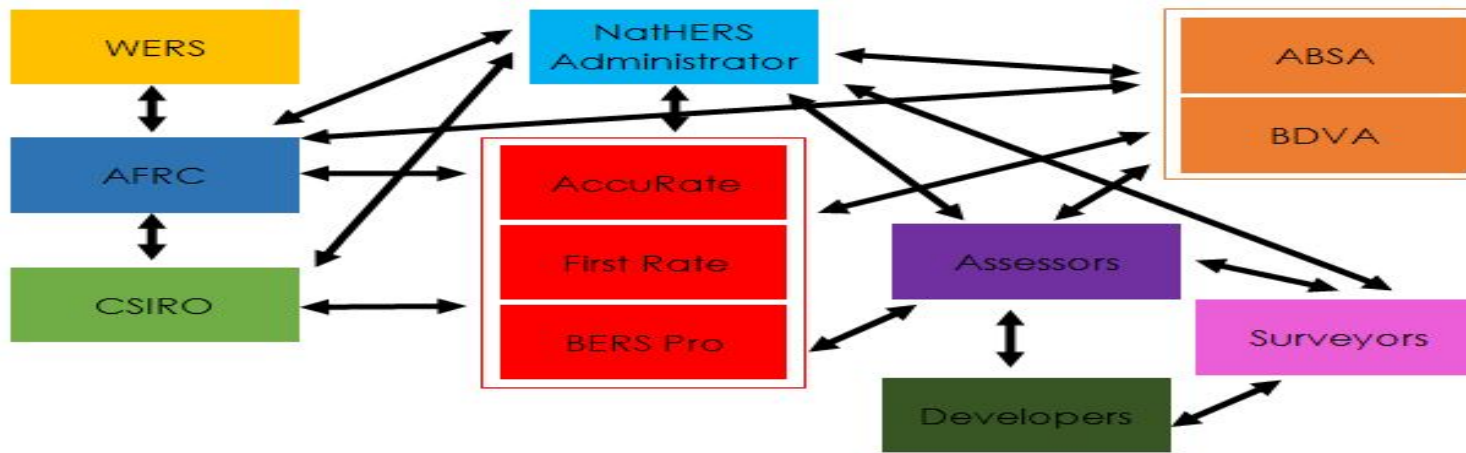 WERS
NatHERS
Administrator
ABSA
BDVA
AFRC
AccuRate
First Rate
Assessors
CSIRO
BERS Pro
Surveyors
Developers